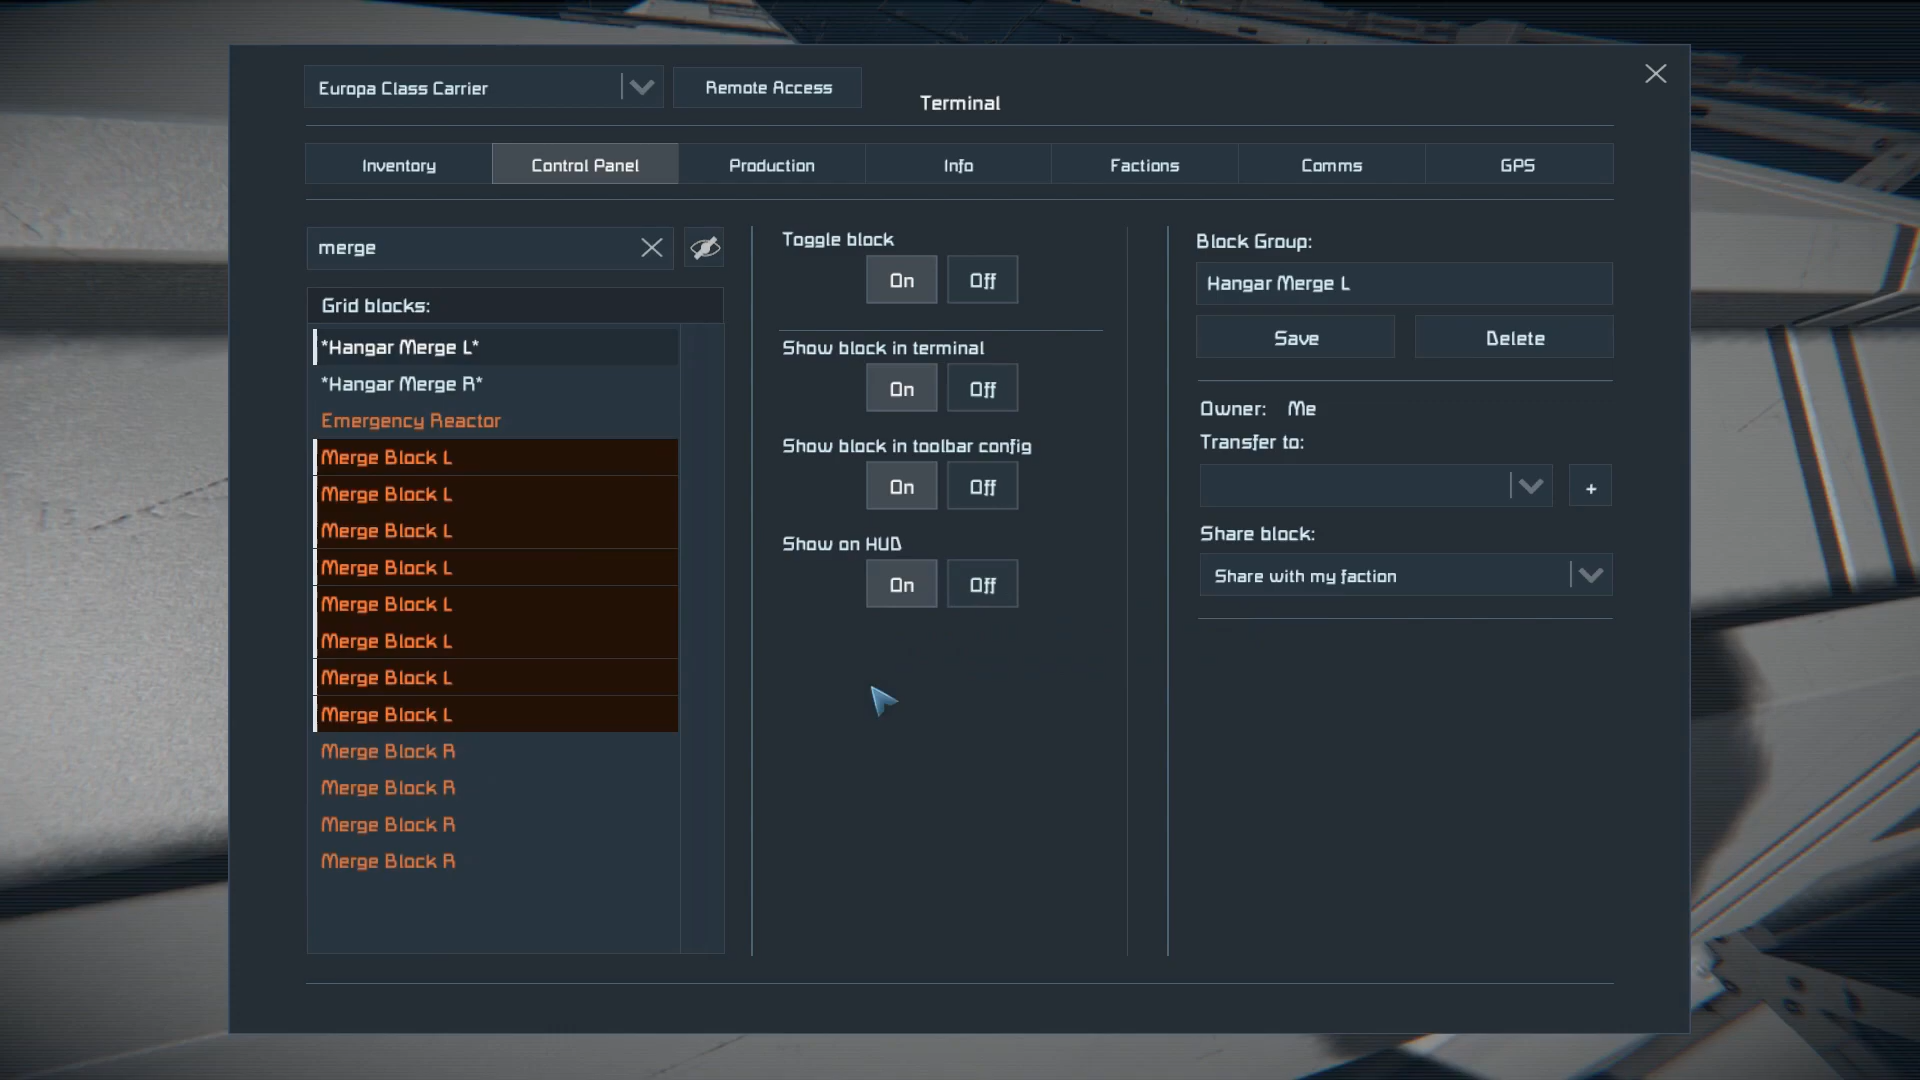 Europa Class Carrier
Remote Access
Terminal
Inventory
Control Panel
Production
Info
Factions
Comms
GPS
merge
Grid blocks:
*Hangar Merge L*
*Hangar Merge R*
Emergency Reactor
Merge Block L
Merge Block L
Merge Block L
Merge Block L
Merge Block L
Merge Block L
Merge Block L
Merge Block L
Merge Block R
Merge Block R
Merge Block R
Merge Block R
Toggle block
On
Off
Show block in terminal
On
Off
Show block in toolbar config
On
Off
Show on HUD
On
Off
Block Group:
Hangar Merge L
Save
Delete
Owner: Me
Transfer to:
+
Share block:
Share with my faction